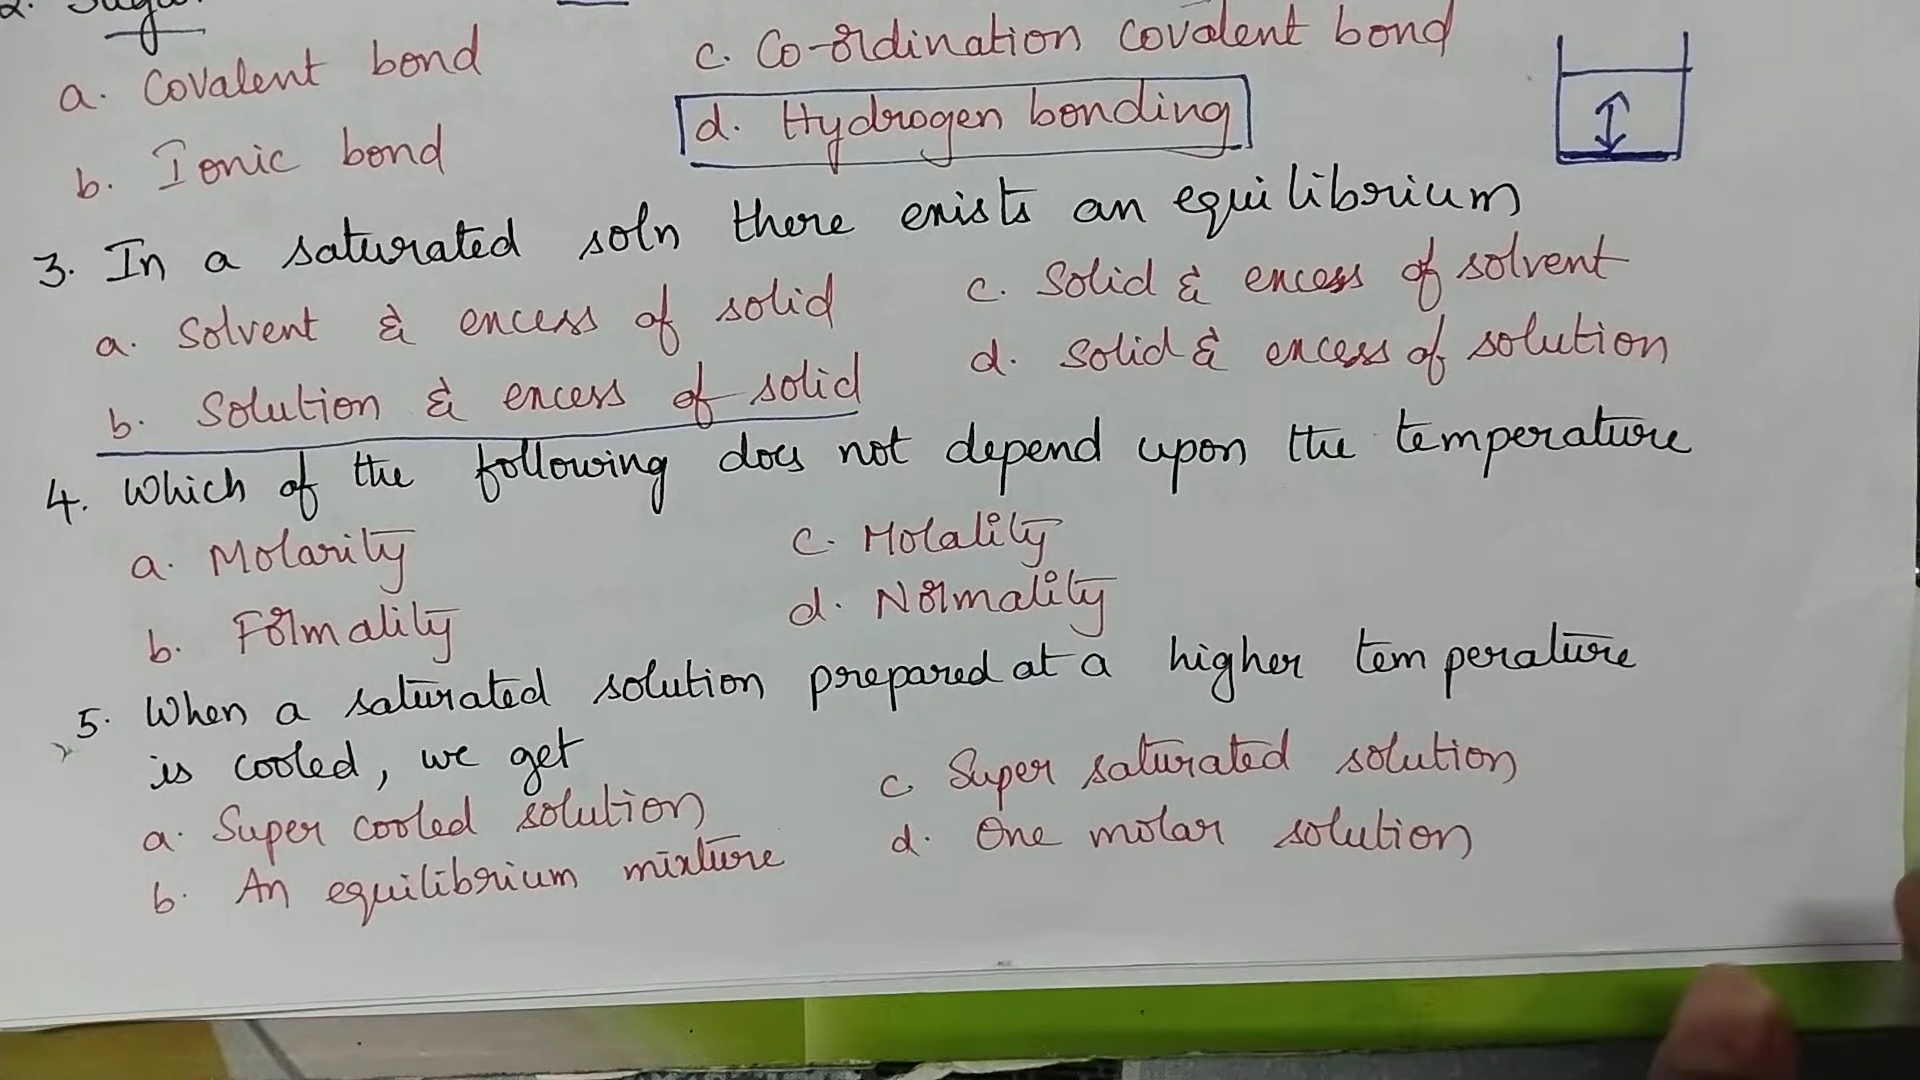 2. Sugar
a. Covalent bond
c. Co-ordination covalent bond
b. Ionic bond
d. Hydrogen bonding
3. In a saturated soln there exists an equilibrium
a. Solvent & excess of solid
c. Solid & excess of solvent
b. Solution & excess of solid
d. Solid & excess of solution
4. Which of the following does not depend upon the temperature
a. Molarity
c. Molality
b. Formality
d. Normality
5. When a saturated solution prepared at a higher temperature
is cooled, we get
a. Super cooled solution
c Super saturated solution
b. An equilibrium mixture
d. One molar solution